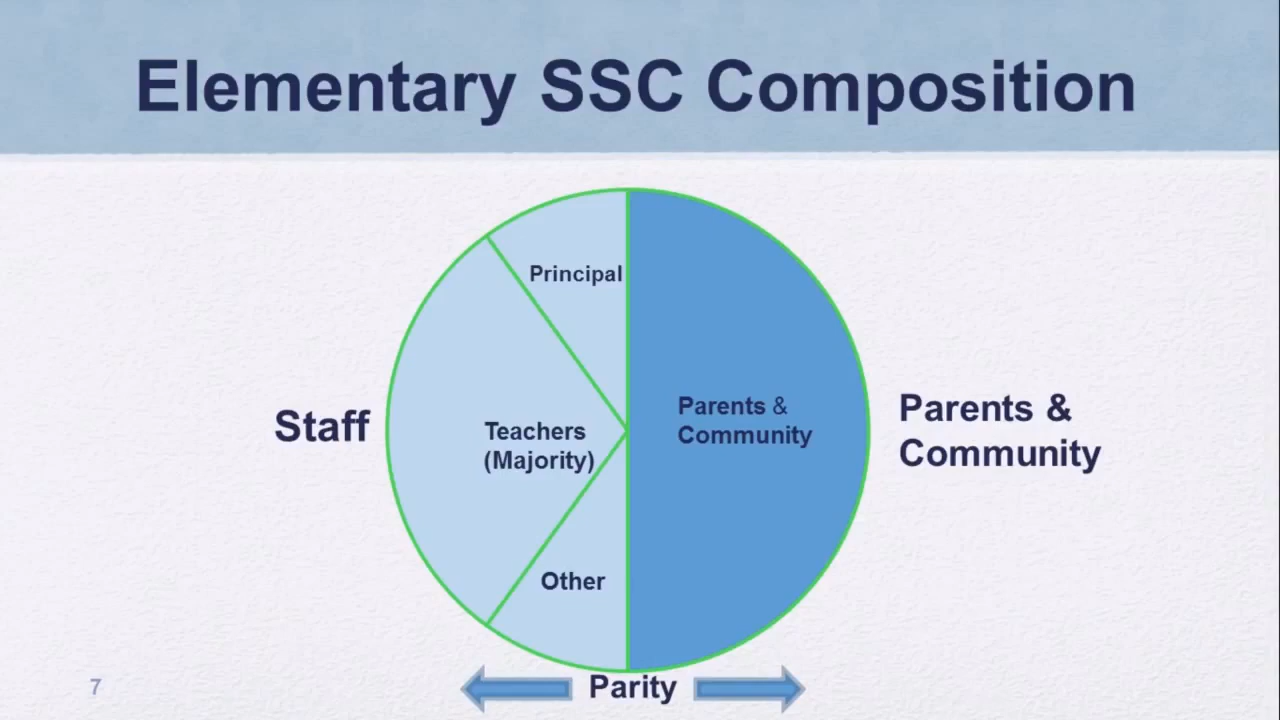 Elementary SSC Composition
Principal
Staff
Teachers
(Majority)
Other
Parents &
Community
Parents &
Community
Parity
7